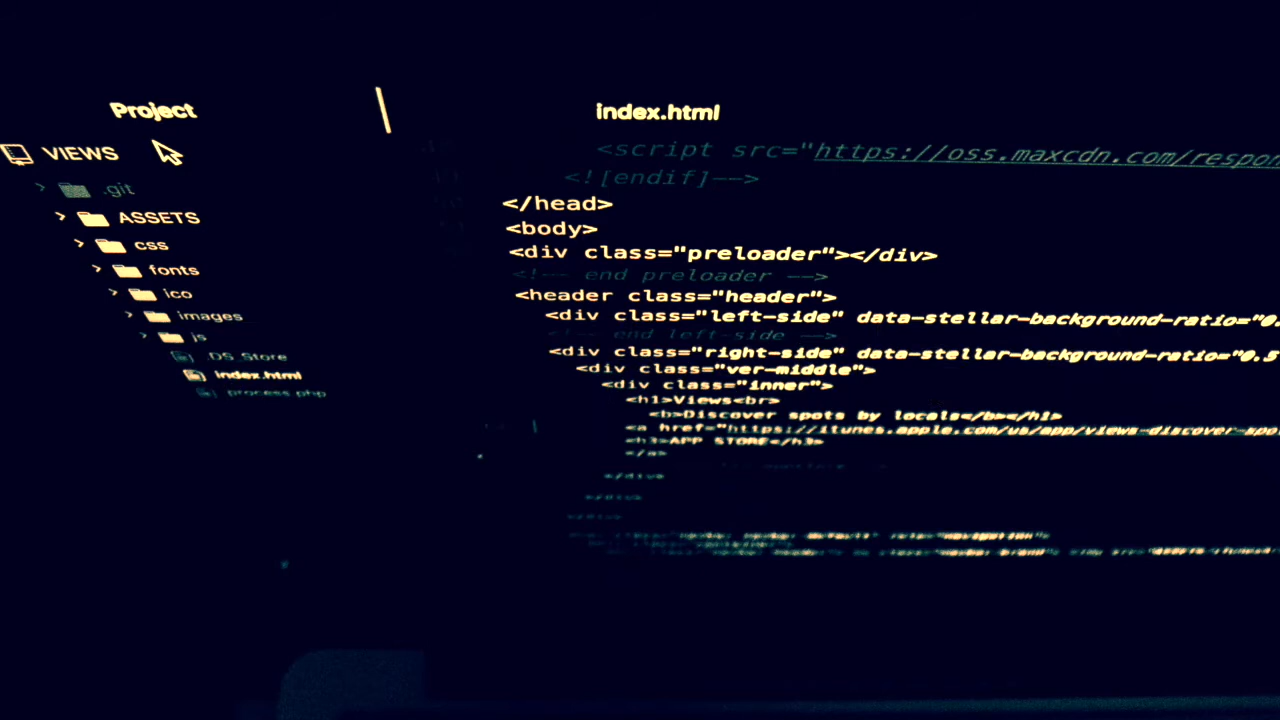 Project
VIEWS
.git
ASSETS
css
fonts
ico
images
js
.DS_Store
index.html
process.php
index.html
<script src="https://oss.maxcdn.com/respon
<![endif]-->
</head>
<body>
<div class="preloader"></div>
<!-- end preloader -->
<header class="header">
<div class="left-side" data-stellar-background-ratio="0.
<!-- end left-side -->
<div class="right-side" data-stellar-background-ratio="0.5
<div class="ver-middle">
<div class="inner">
<h1>Views<br>
<b>Discover spots by locals</b></h1>
<a href="https://itunes.apple.com/us/app/views-discover-spo
<h3>APP STORE</h3>
</a>
</div>
</div>
</div>